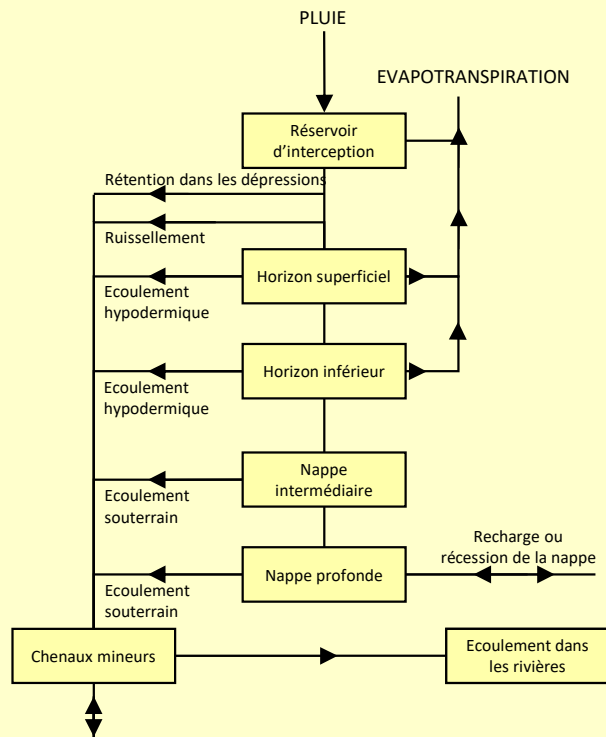 PLUIE
EVAPOTRANSPIRATION
Réservoir
d'interception
Rétention dans les dépressions
Ruissellement
Horizon superficiel
Ecoulement
hypodermique
Horizon inférieur
Ecoulement
hypodermique
Nappe
intermédiaire
Ecoulement
souterrain
Recharge ou
récession de la nappe
Nappe profonde
Ecoulement
souterrain
Chenaux mineurs
Ecoulement dans
les rivières